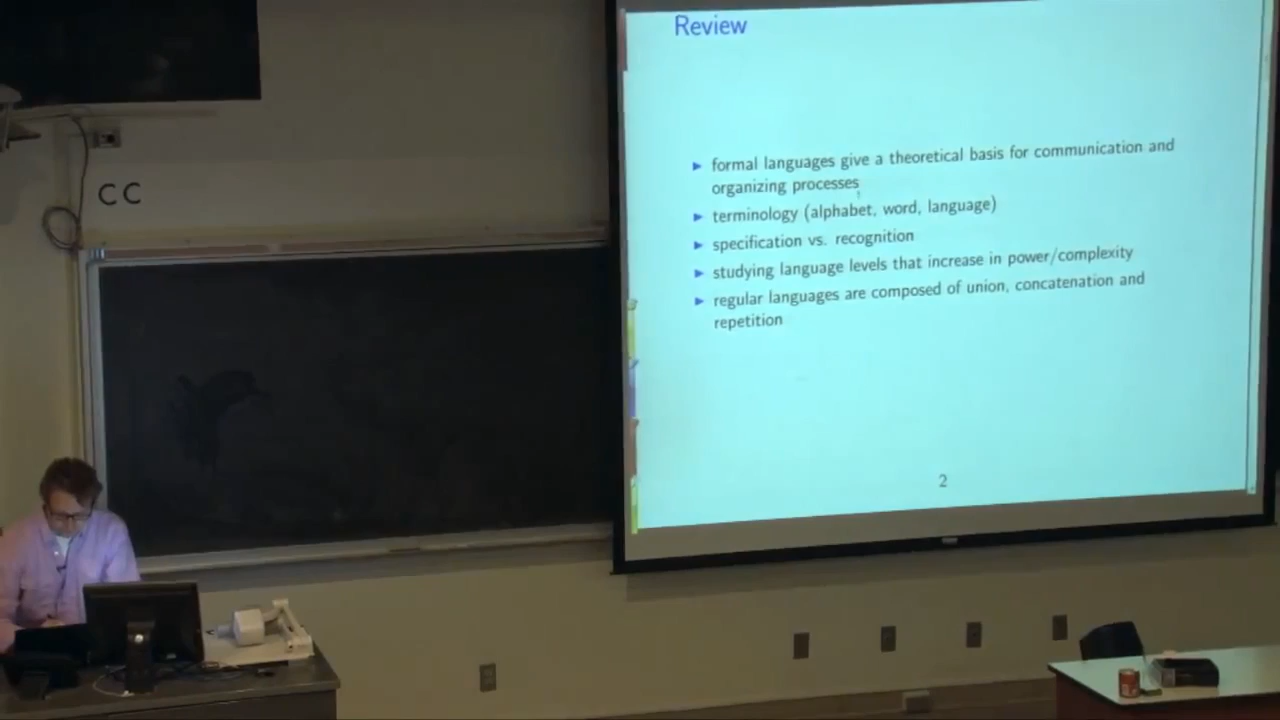 Review
CC
▶ formal languages give a theoretical basis for communication and
organizing processes
▶ terminology (alphabet, word, language)
▶ specification vs. recognition
▶ studying language levels that increase in power/complexity
▶ regular languages are composed of union, concatenation and
repetition
2